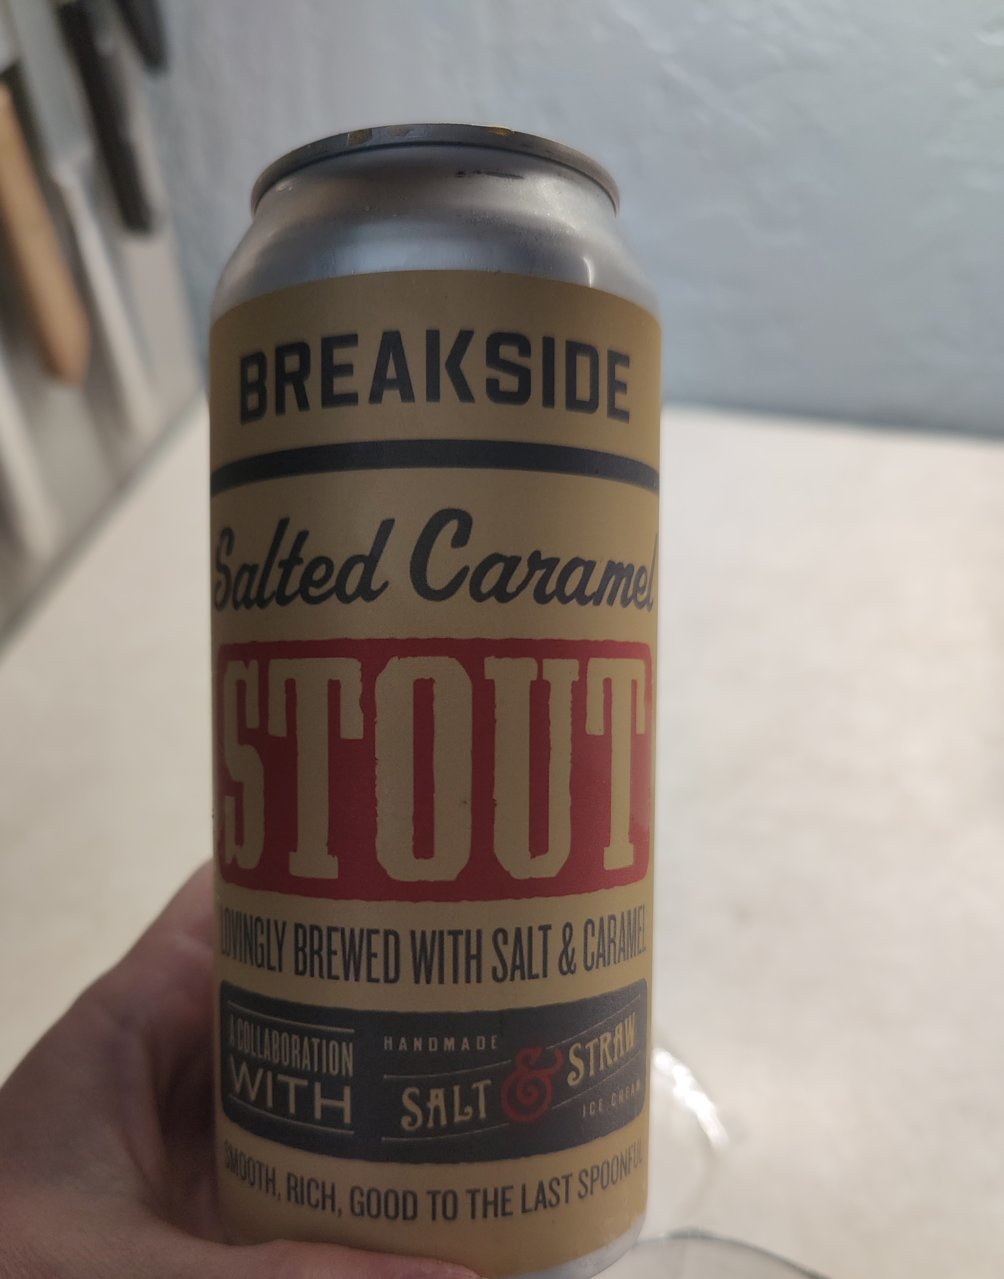 BREAKSIDE
Salted Caramel
STOUT
LOVINGLY BREWED WITH SALT & CARAMEL
A COLLABORATION
WITH
HANDMADE
SALT & STRAW
ICE CREAM
SMOOTH, RICH, GOOD TO THE LAST SPOONFUL